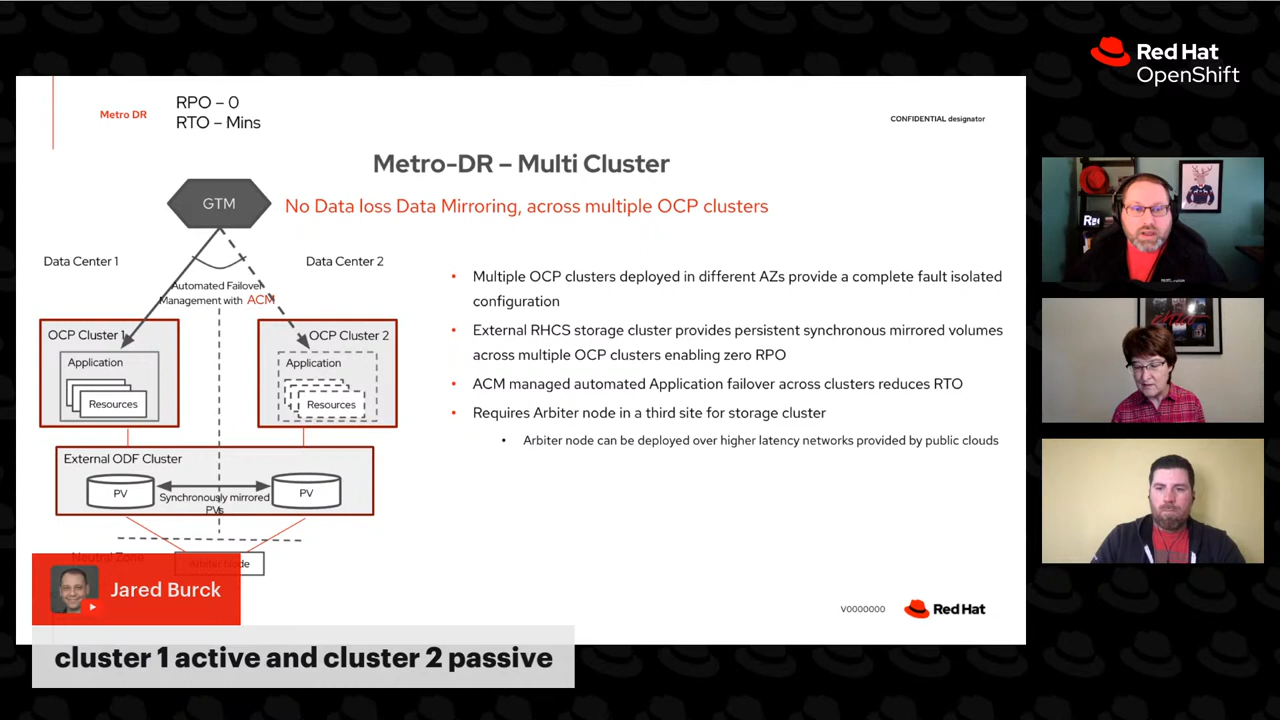 Red Hat
OpenShift
Metro DR
RPO – 0
RTO – Mins
CONFIDENTIAL designator
Metro-DR – Multi Cluster
GTM
No Data loss Data Mirroring, across multiple OCP clusters
Data Center 1
Data Center 2
Automated Failover
Management with ACM
OCP Cluster 1
OCP Cluster 2
Application
Application
Resources
Resources
External ODF Cluster
PV
PV
Synchronously mirrored
PVs
Neutral Zone
Arbiter Node
• Multiple OCP clusters deployed in different AZs provide a complete fault isolated
configuration
• External RHCS storage cluster provides persistent synchronous mirrored volumes
across multiple OCP clusters enabling zero RPO
• ACM managed automated Application failover across clusters reduces RTO
• Requires Arbiter node in a third site for storage cluster
• Arbiter node can be deployed over higher latency networks provided by public clouds
V0000000
Red Hat
Jared Burck
cluster 1 active and cluster 2 passive